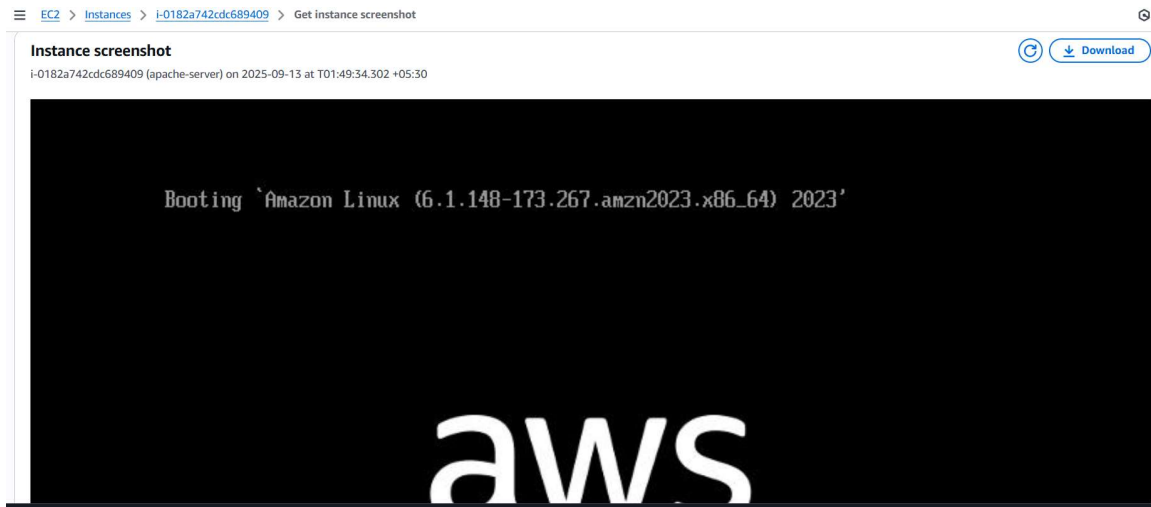 EC2 > Instances > i-0182a742cdc689409 > Get instance screenshot
Instance screenshot
Download
i-0182a742cdc689409 (apache-server) on 2025-09-13 at T01:49:34.302 +05:30
Booting `Amazon Linux (6.1.148-173.267.amzn2023.x86_64) 2023'
aws